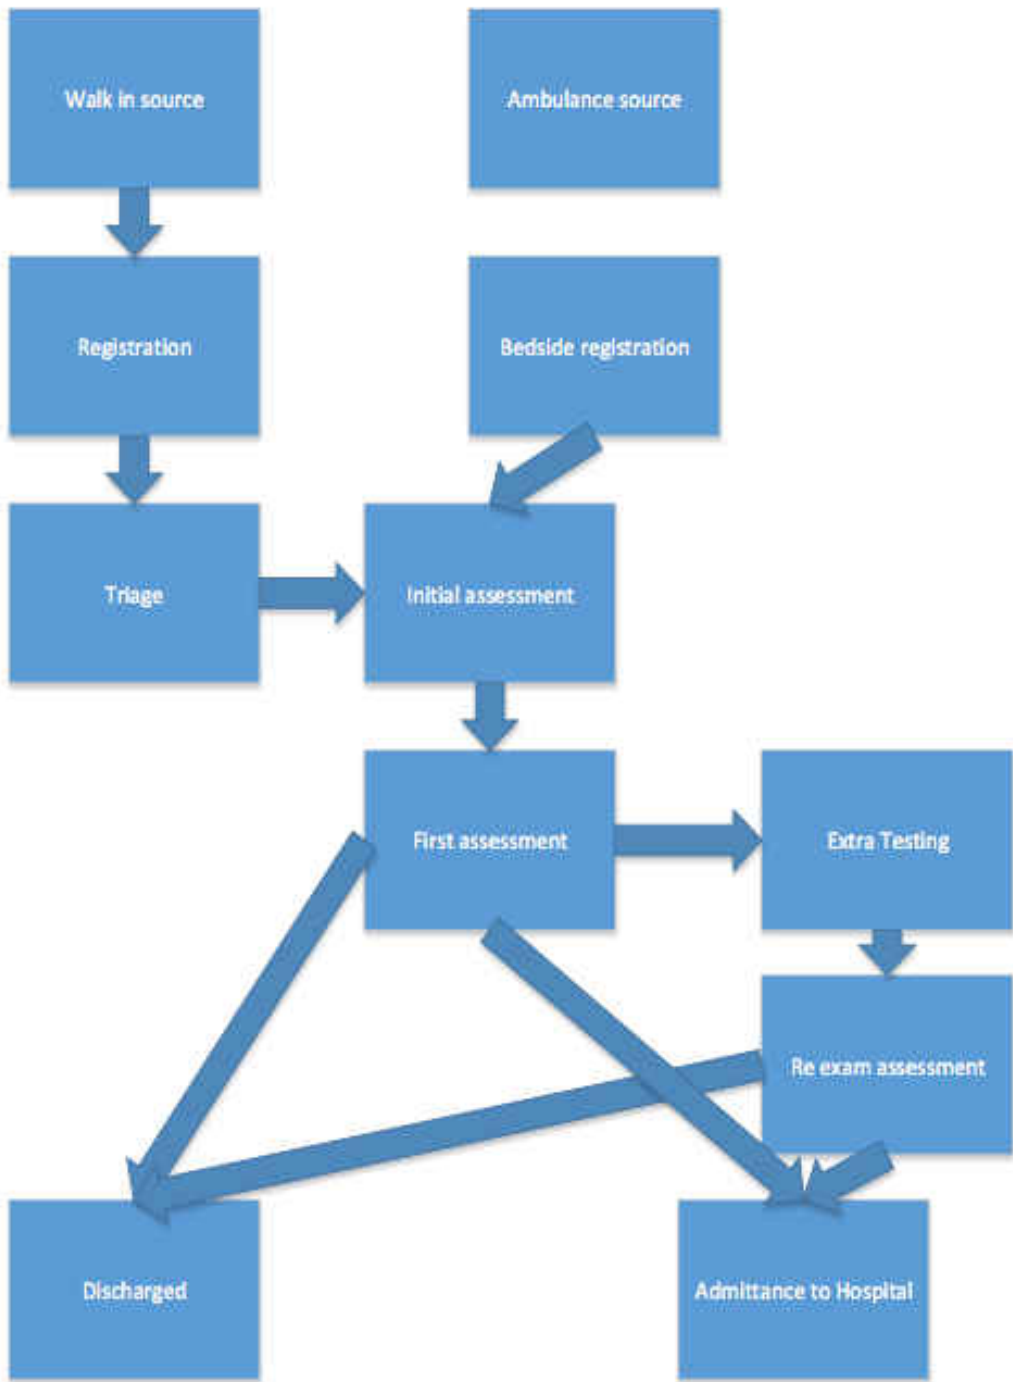 Walk in source
Ambulance source
Registration
Bedside registration
Triage
Initial assessment
First assessment
Extra Testing
Re exam assessment
Discharged
Admittance to Hospital